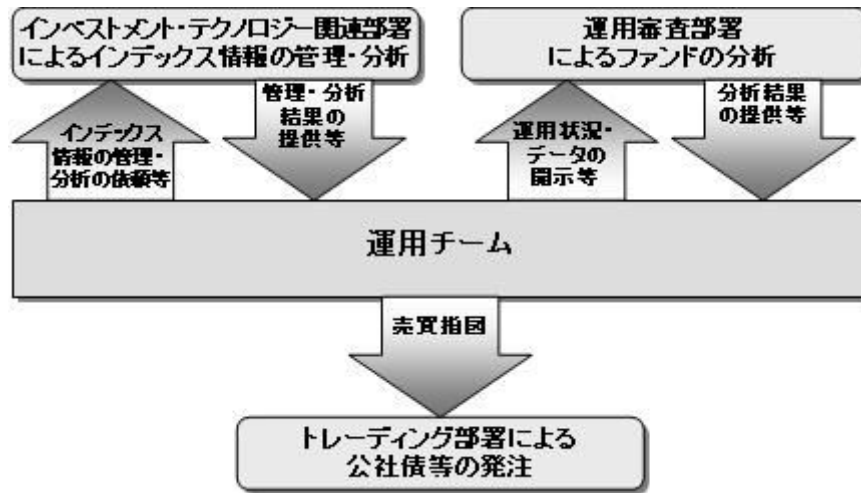 インベストメント・テクノロジー関連部署
によるインデックス情報の管理・分析
運用審査部署
によるファンドの分析
インデックス
情報の管理・
分析の依頼等
管理・分析
結果の
提供等
運用状況・
データの
開示等
分析結果
の提供等
運用チーム
売買指図
トレーディング部署による
公社債等の発注